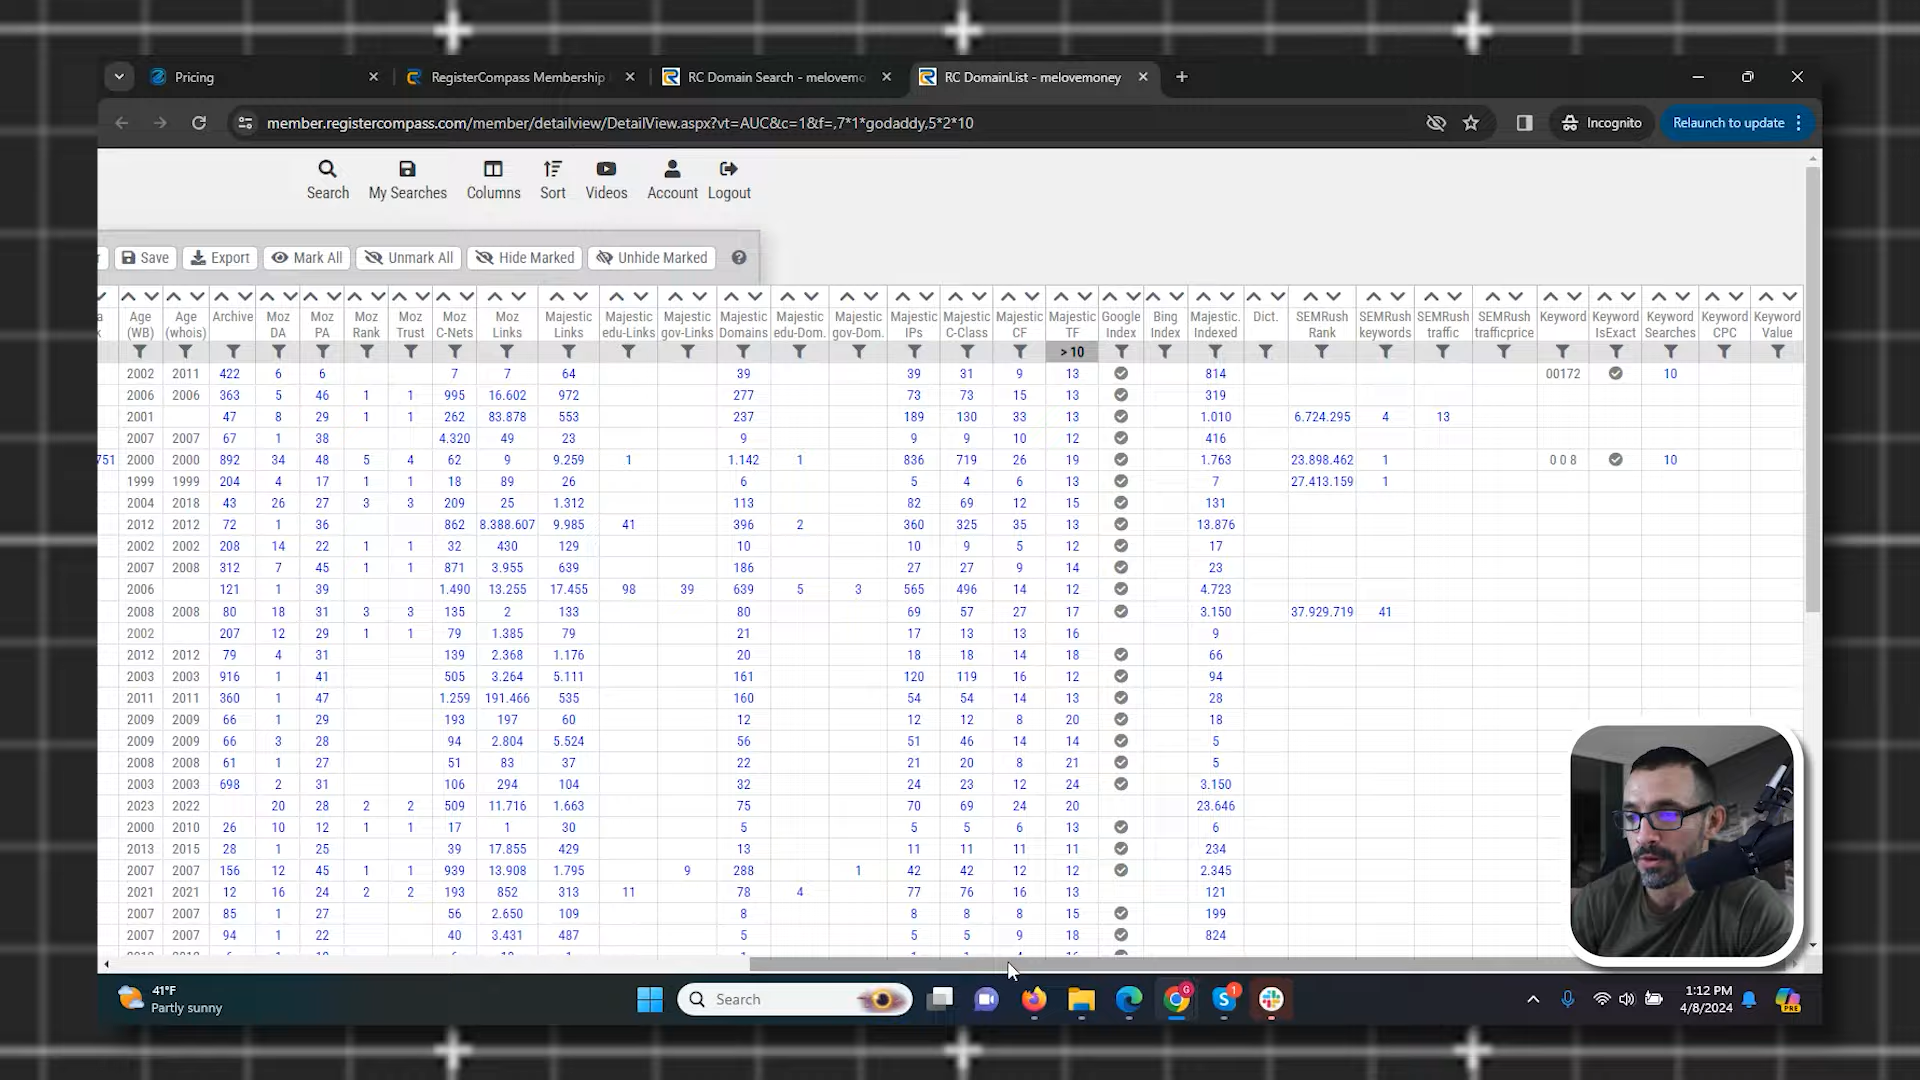 Pricing
RegisterCompass Membership
RC Domain Search - melovemo
RC DomainList - melovemoney
member.registercompass.com/member/detailview/DetailView.aspx?vt=AUC&c=1&f=,7*1*godaddy,5*2*10
Incognito
Relaunch to update
Search My Searches Columns Sort Videos Account Logout
Save Export Mark All Unmark All Hide Marked Unhide Marked
Age (WB) Age (whois) Archive Moz DA Moz PA Moz Rank Moz Trust Moz C-Nets Moz Links Majestic Links Majestic edu-Links Majestic gov-Links Majestic Domains Majestic edu-Dom. Majestic gov-Dom. Majestic IPs Majestic C-Class Majestic CF Majestic TF Google Index Bing Index Majestic. Indexed Dict. SEMRush Rank SEMRush keywords SEMRush traffic SEMRush trafficprice Keyword Keyword IsExact Keyword Searches Keyword CPC Keyword Value
> 10
2002 2011 422 6 6 7 7 64 39 39 31 9 13 814 00172 10
2006 2006 363 5 46 1 1 995 16.602 972 277 73 73 15 13 319
2001 47 8 29 1 1 262 83.878 553 237 189 130 33 13 1.010 6.724.295 4 13
2007 2007 67 1 38 4.320 49 23 9 9 9 10 12 416
751 2000 2000 892 34 48 5 4 62 9 9.259 1 1.142 1 836 719 26 19 1.763 23.898.462 1 0 0 8 10
1999 1999 204 4 17 1 1 18 89 26 6 5 4 6 13 7 27.413.159 1
2004 2018 43 26 27 3 3 209 25 1.312 113 82 69 12 15 131
2012 2012 72 1 36 862 8.388.607 9.985 41 396 2 360 325 35 13 13.876
2002 2002 208 14 22 1 1 32 430 129 10 10 9 5 12 17
2007 2008 312 7 45 1 1 871 3.955 639 186 27 27 9 14 23
2006 121 1 39 1.490 13.255 17.455 98 39 639 5 3 565 496 14 12 4.723
2008 2008 80 18 31 3 3 135 2 133 80 69 57 27 17 3.150 37.929.719 41
2002 207 12 29 1 1 79 1.385 79 21 17 13 13 16 9
2012 2012 79 4 31 139 2.368 1.176 20 18 18 14 18 66
2003 2003 916 1 41 505 3.264 5.111 161 120 119 16 12 94
2011 2011 360 1 47 1.259 191.466 535 160 54 54 14 13 28
2009 2009 66 1 29 193 197 60 12 12 12 8 20 18
2009 2009 66 3 28 94 2.804 5.524 56 51 46 14 14 5
2008 2008 61 1 27 51 83 37 22 21 20 8 21 5
2003 2003 698 2 31 106 294 104 32 24 23 12 24 3.150
2023 2022 20 28 2 2 509 11.716 1.663 75 70 69 24 20 23.646
2000 2010 26 10 12 1 1 17 1 30 5 5 5 6 13 6
2013 2015 28 1 25 39 17.855 429 13 11 11 11 11 234
2007 2007 156 12 45 1 1 939 13.908 1.795 9 288 1 42 42 12 12 2.345
2021 2021 12 16 24 2 2 193 852 313 11 78 4 77 76 16 13 121
2007 2007 85 1 27 56 2.650 109 8 8 8 8 15 199
2007 2007 94 1 22 40 3.431 487 5 5 5 9 18 824
41°F
Partly sunny
Search
1:12 PM
4/8/2024